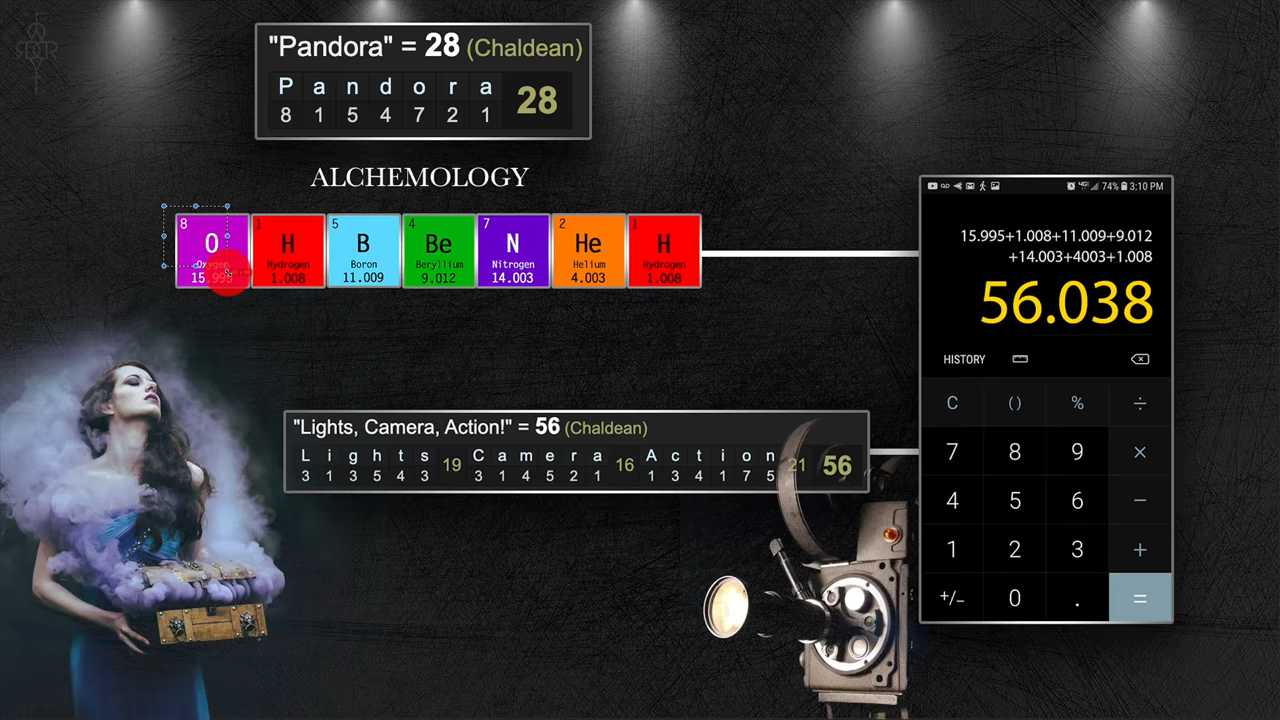 "Pandora" = 28 (Chaldean)
P a n d o r a
8 1 5 4 7 2 1 28
ALCHEMOLOGY
8 1 5 4 7 2 1
O H B Be N He H
Oxygen Hydrogen Boron Beryllium Nitrogen Helium Hydrogen
15.999 1.008 11.009 9.012 14.003 4.003 1.008
74% 3:10 PM
15.995+1.008+11.009+9.012
+14.003+4003+1.008
56.038
HISTORY
C () % ÷
7 8 9 ×
4 5 6 −
1 2 3 +
+/− 0 . =
"Lights, Camera, Action!" = 56 (Chaldean)
L i g h t s 19 C a m e r a 16 A c t i o n 21 56
3 1 3 5 4 3 3 1 4 5 2 1 1 3 4 1 7 5